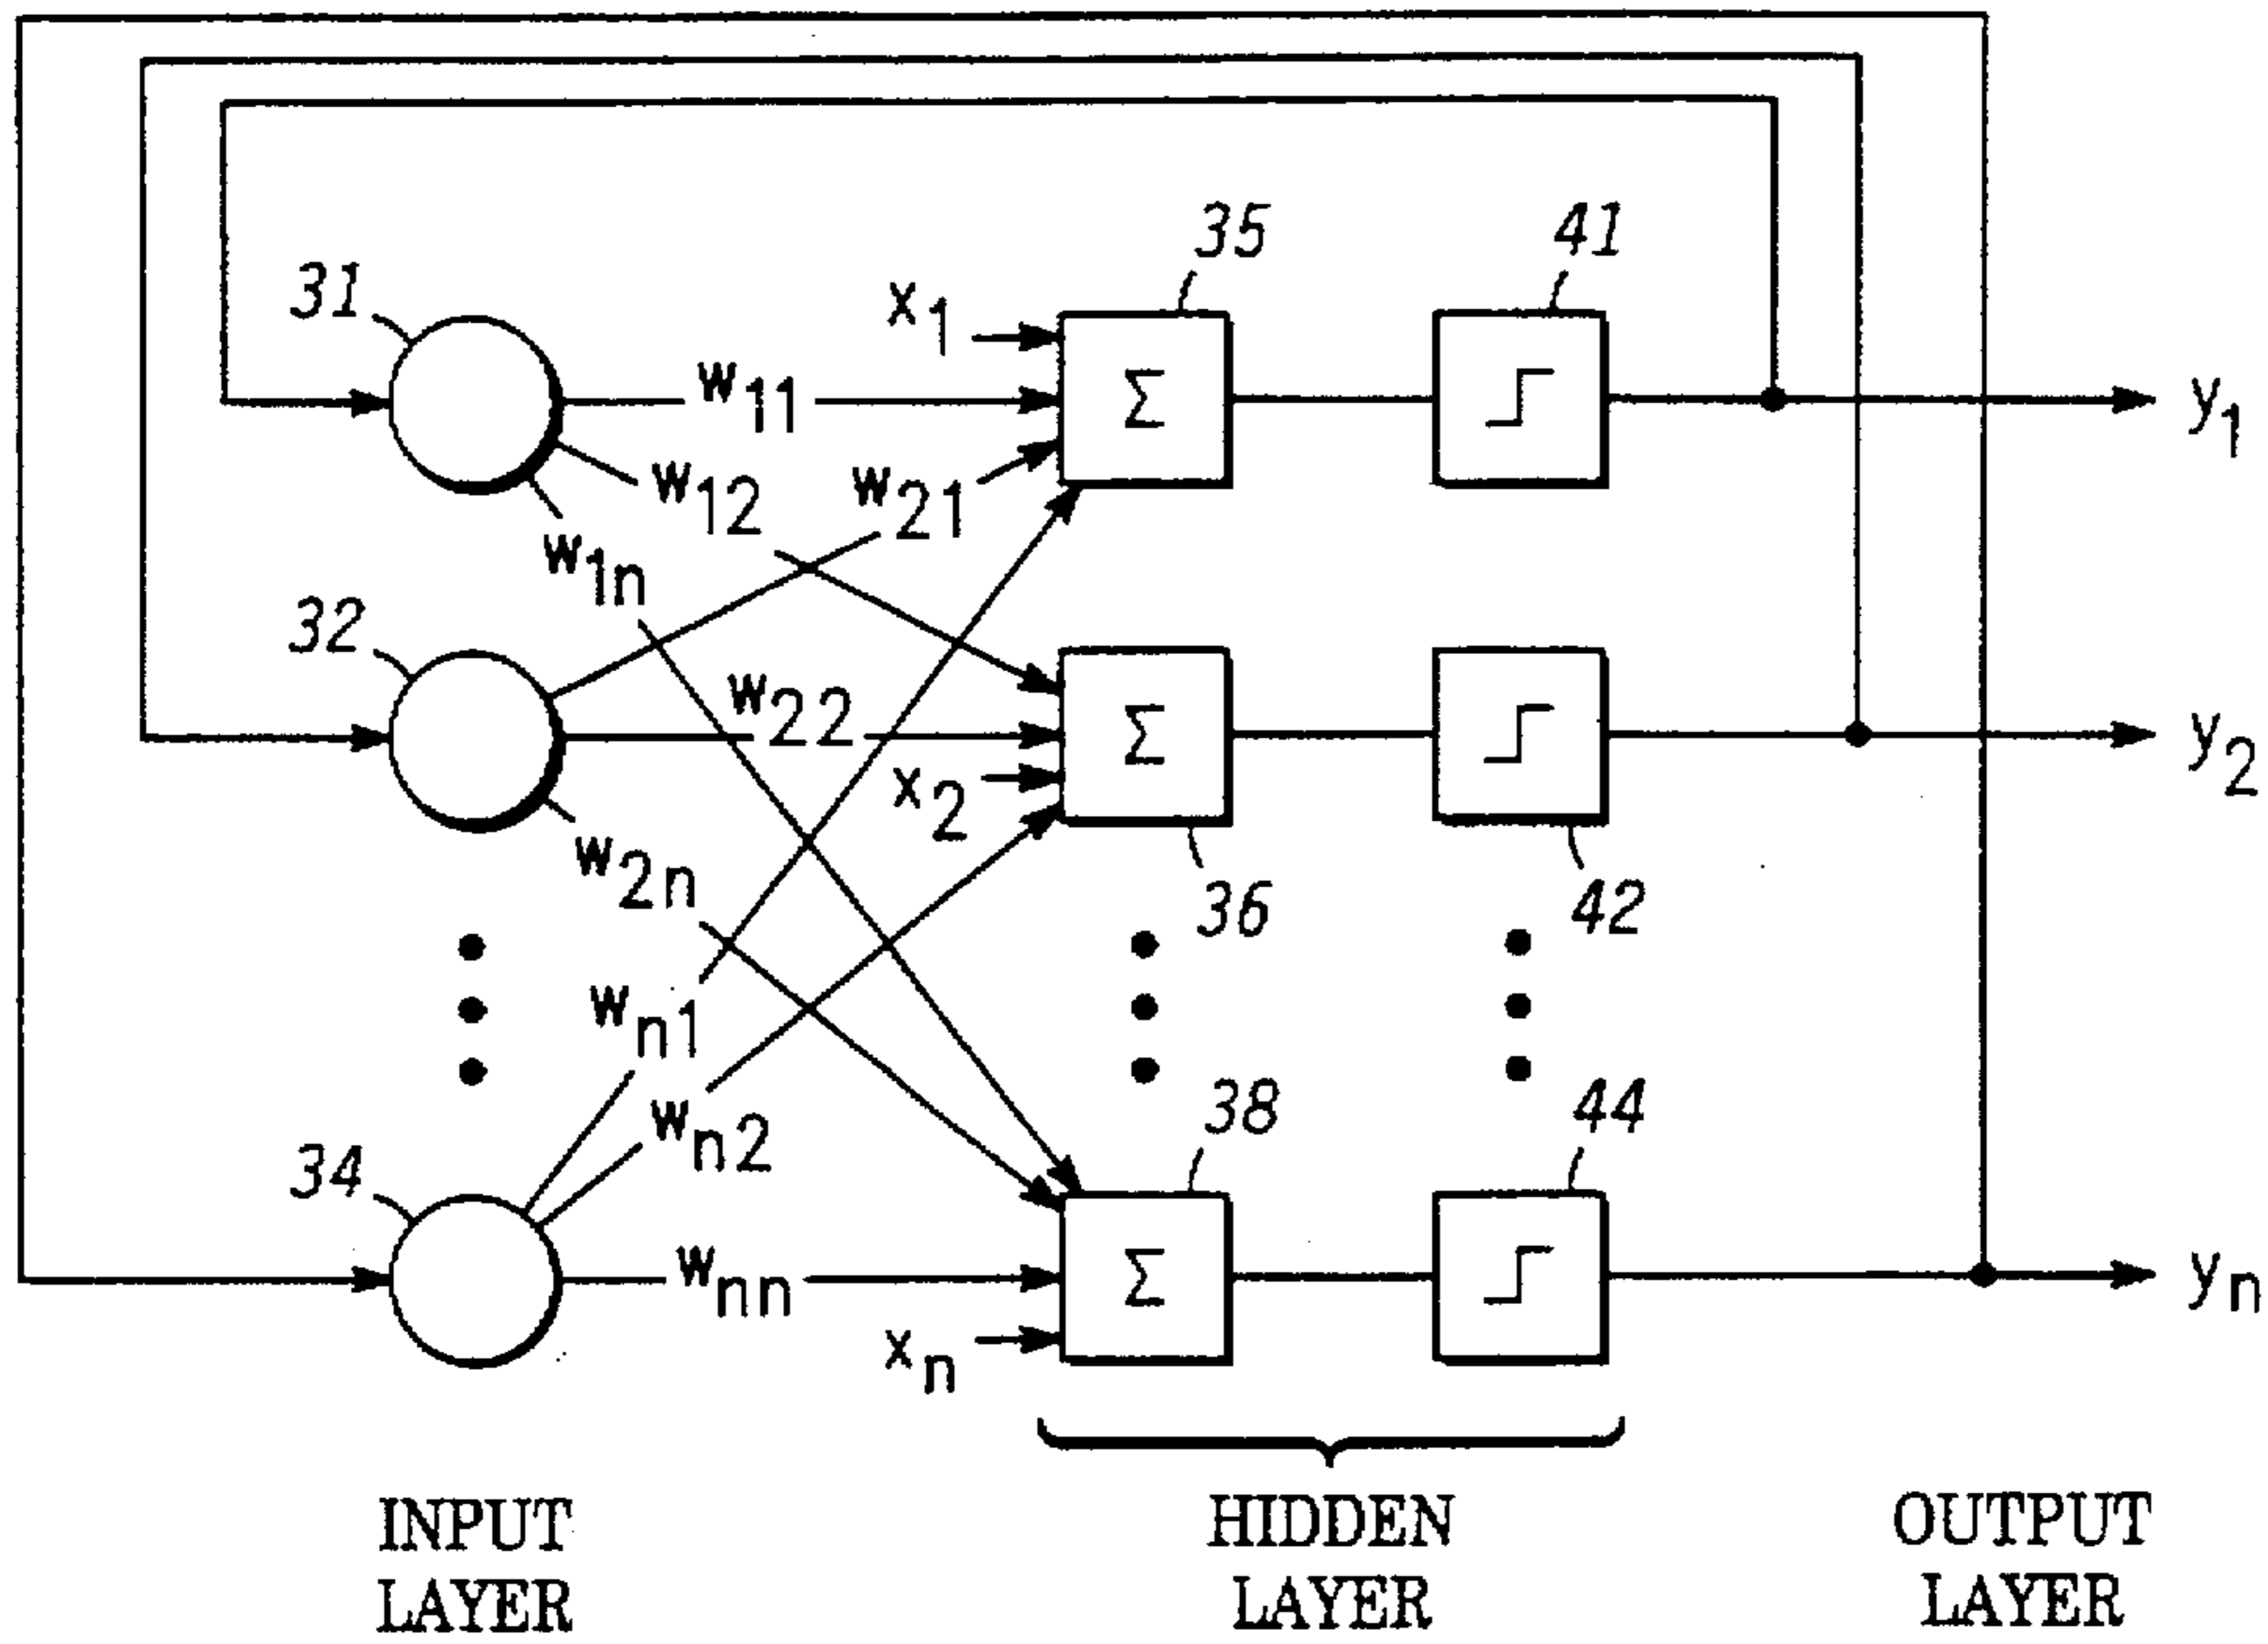 35
41
31
x1
w11
Σ
y1
w12
w21
w1n
32
w22
Σ
y2
x2
w2n
36
42
wn1
38
44
wn2
34
wnn
Σ
yn
xn
INPUT LAYER
HIDDEN LAYER
OUTPUT LAYER